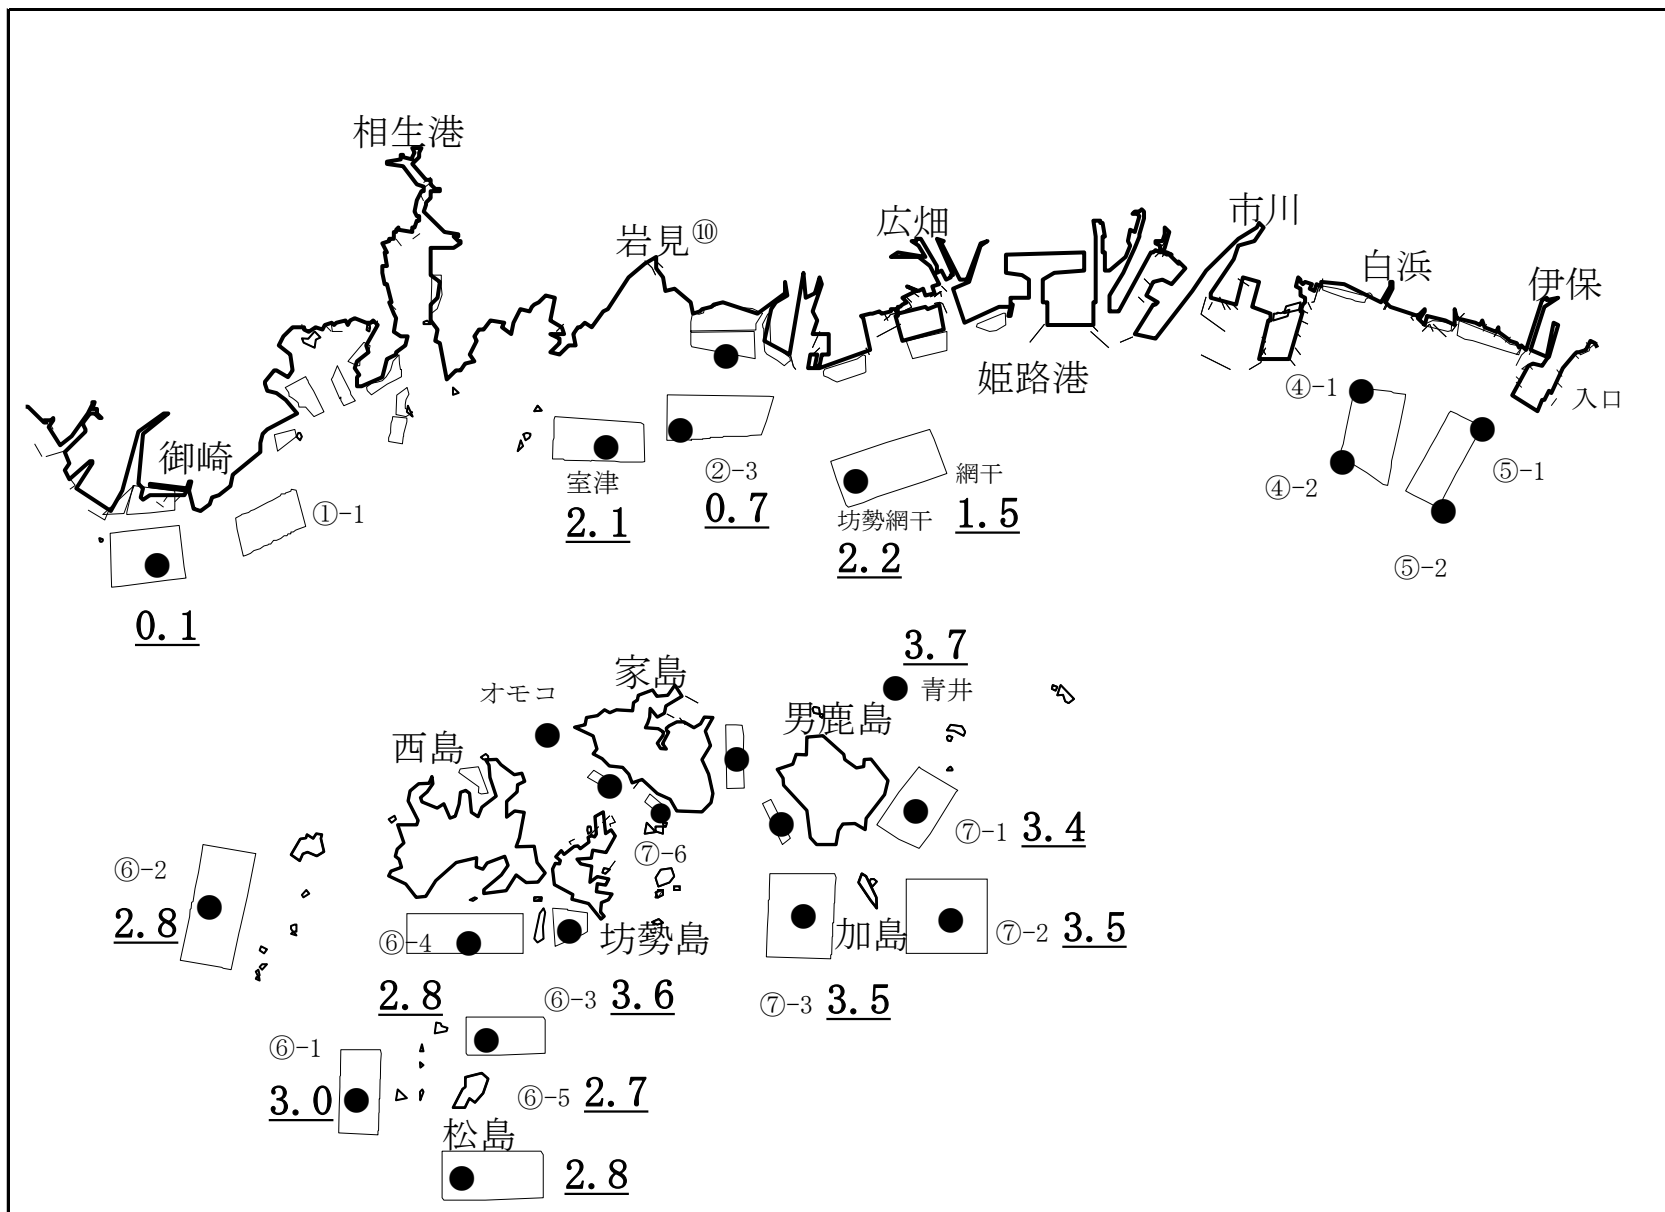 相生港
岩見⑩
広畑
市川
白浜
伊保
姫路港
④-1
入口
御崎
①-1
室津
2.1
②-3
0.7
坊勢網干
2.2
網干
1.5
④-2
⑤-1
⑤-2
0.1
3.7
青井
オモコ
家島
男鹿島
西島
⑦-6
⑦-1 3.4
⑥-2
2.8
⑥-4
2.8
坊勢島
加島
⑦-2 3.5
⑥-3 3.6
⑦-3 3.5
⑥-1
3.0
⑥-5 2.7
松島
2.8